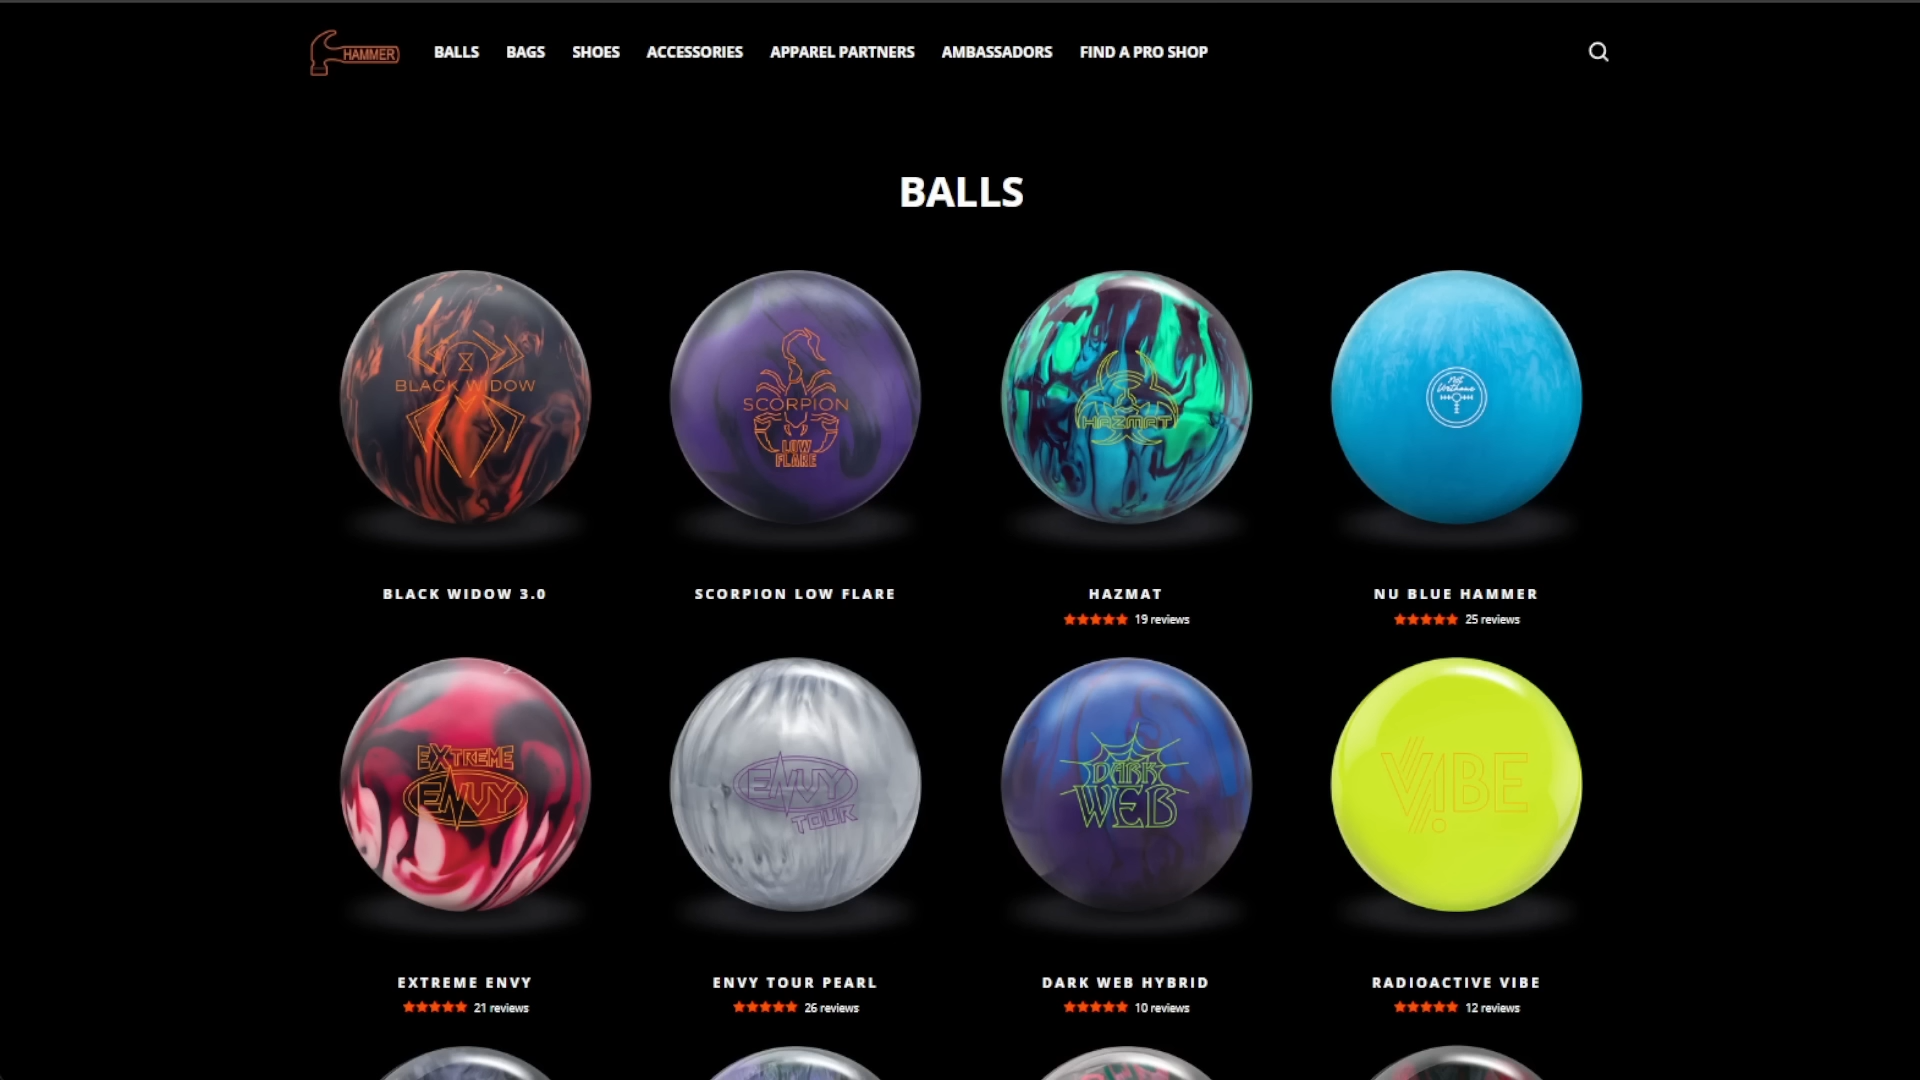 HAMMER BALLS BAGS SHOES ACCESSORIES APPAREL PARTNERS AMBASSADORS FIND A PRO SHOP
BALLS
BLACK WIDOW
SCORPION
LOW
FLARE
HAZMAT
Not
Urethane
BLACK WIDOW 3.0
SCORPION LOW FLARE
HAZMAT
19 reviews
NU BLUE HAMMER
25 reviews
EXTREME
ENVY
ENVY
TOUR
DARK
WEB
VIBE
EXTREME ENVY
21 reviews
ENVY TOUR PEARL
26 reviews
DARK WEB HYBRID
10 reviews
RADIOACTIVE VIBE
12 reviews